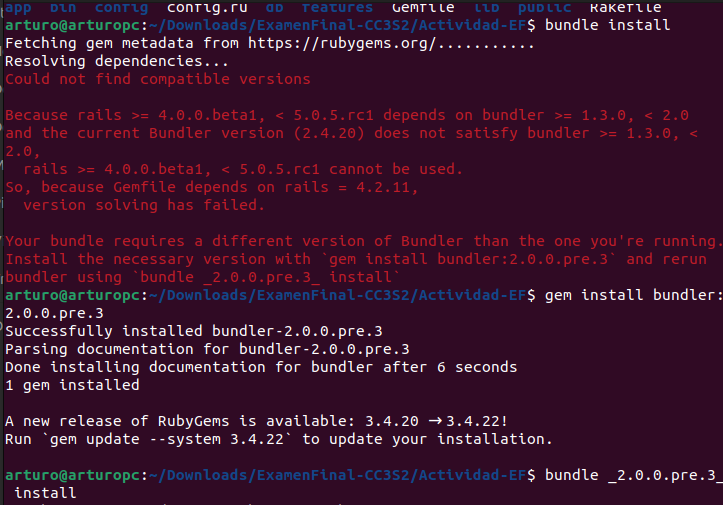 app bin config config.ru db features Gemfile lib public Rakefile
arturo@arturopc:~/Downloads/ExamenFinal-CC3S2/Actividad-EF$ bundle install
Fetching gem metadata from https://rubygems.org/...........
Resolving dependencies...
Could not find compatible versions

Because rails >= 4.0.0.beta1, < 5.0.5.rc1 depends on bundler >= 1.3.0, < 2.0
and the current Bundler version (2.4.20) does not satisfy bundler >= 1.3.0, <
2.0,
  rails >= 4.0.0.beta1, < 5.0.5.rc1 cannot be used.
So, because Gemfile depends on rails = 4.2.11,
  version solving has failed.

Your bundle requires a different version of Bundler than the one you're running.
Install the necessary version with `gem install bundler:2.0.0.pre.3` and rerun
bundler using `bundle _2.0.0.pre.3_ install`
arturo@arturopc:~/Downloads/ExamenFinal-CC3S2/Actividad-EF$ gem install bundler:
2.0.0.pre.3
Successfully installed bundler-2.0.0.pre.3
Parsing documentation for bundler-2.0.0.pre.3
Done installing documentation for bundler after 6 seconds
1 gem installed

A new release of RubyGems is available: 3.4.20 → 3.4.22!
Run `gem update --system 3.4.22` to update your installation.

arturo@arturopc:~/Downloads/ExamenFinal-CC3S2/Actividad-EF$ bundle _2.0.0.pre.3_
 install